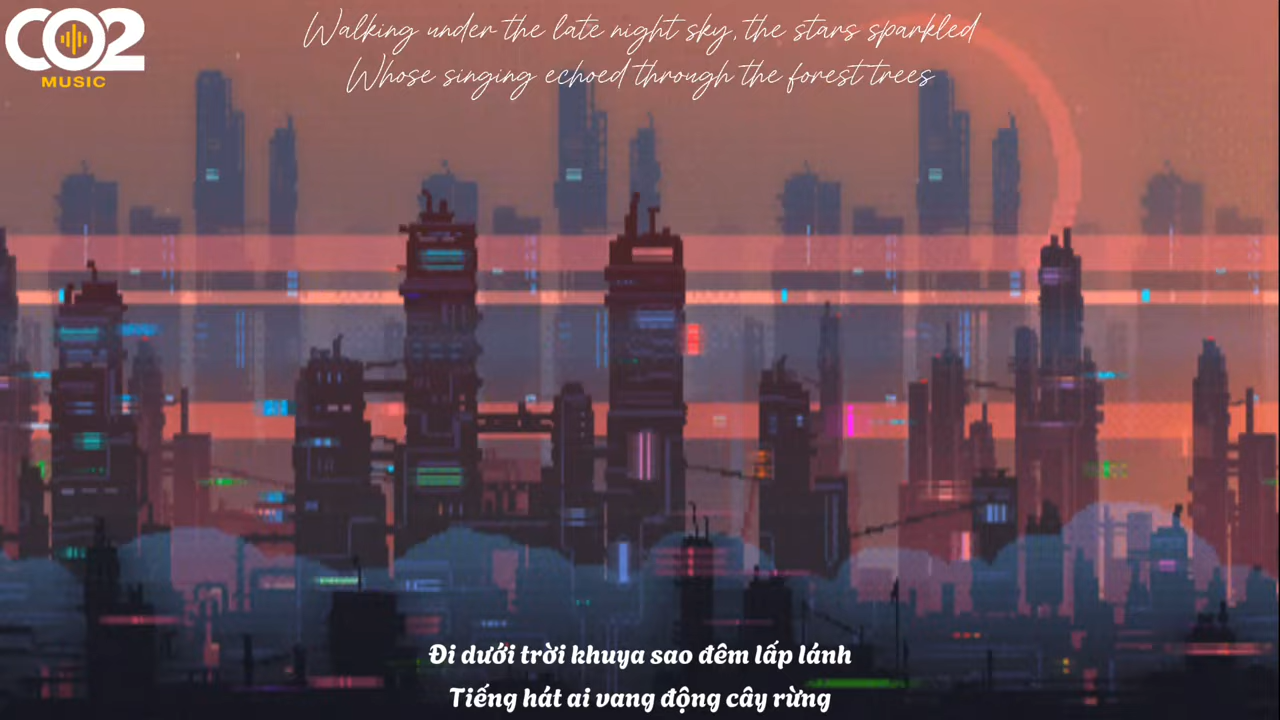 CO2
MUSIC
Walking under the late night sky, the stars sparkled
Whose singing echoed through the forest trees
Đi dưới trời khuya sao đêm lấp lánh
Tiếng hát ai vang động cây rừng